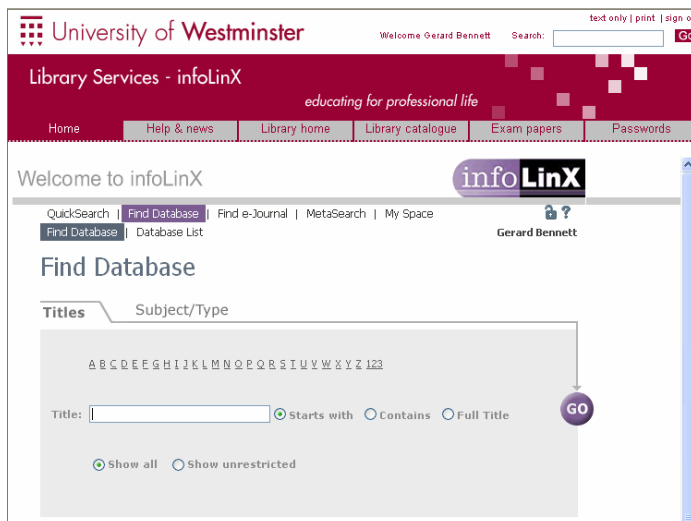 text only | print | sign o
University of Westminster
Welcome Gerard Bennett Search: Go
Library Services - infoLinX
educating for professional life
Home Help & news Library home Library catalogue Exam papers Passwords
Welcome to infoLinX
info LinX
QuickSearch | Find Database | Find e-Journal | MetaSearch | My Space ?
Find Database | Database List
Gerard Bennett
Find Database
Titles Subject/Type
A B C D E F G H I J K L M N O P Q R S T U V W X Y Z 123
Title: Starts with Contains Full Title
GO
Show all Show unrestricted